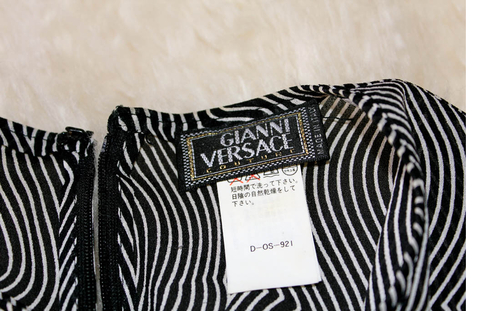 GIANNI
VERSACE
短時間で洗って下さい。
日陰の自然乾燥をして
下さい。
D-OS-921